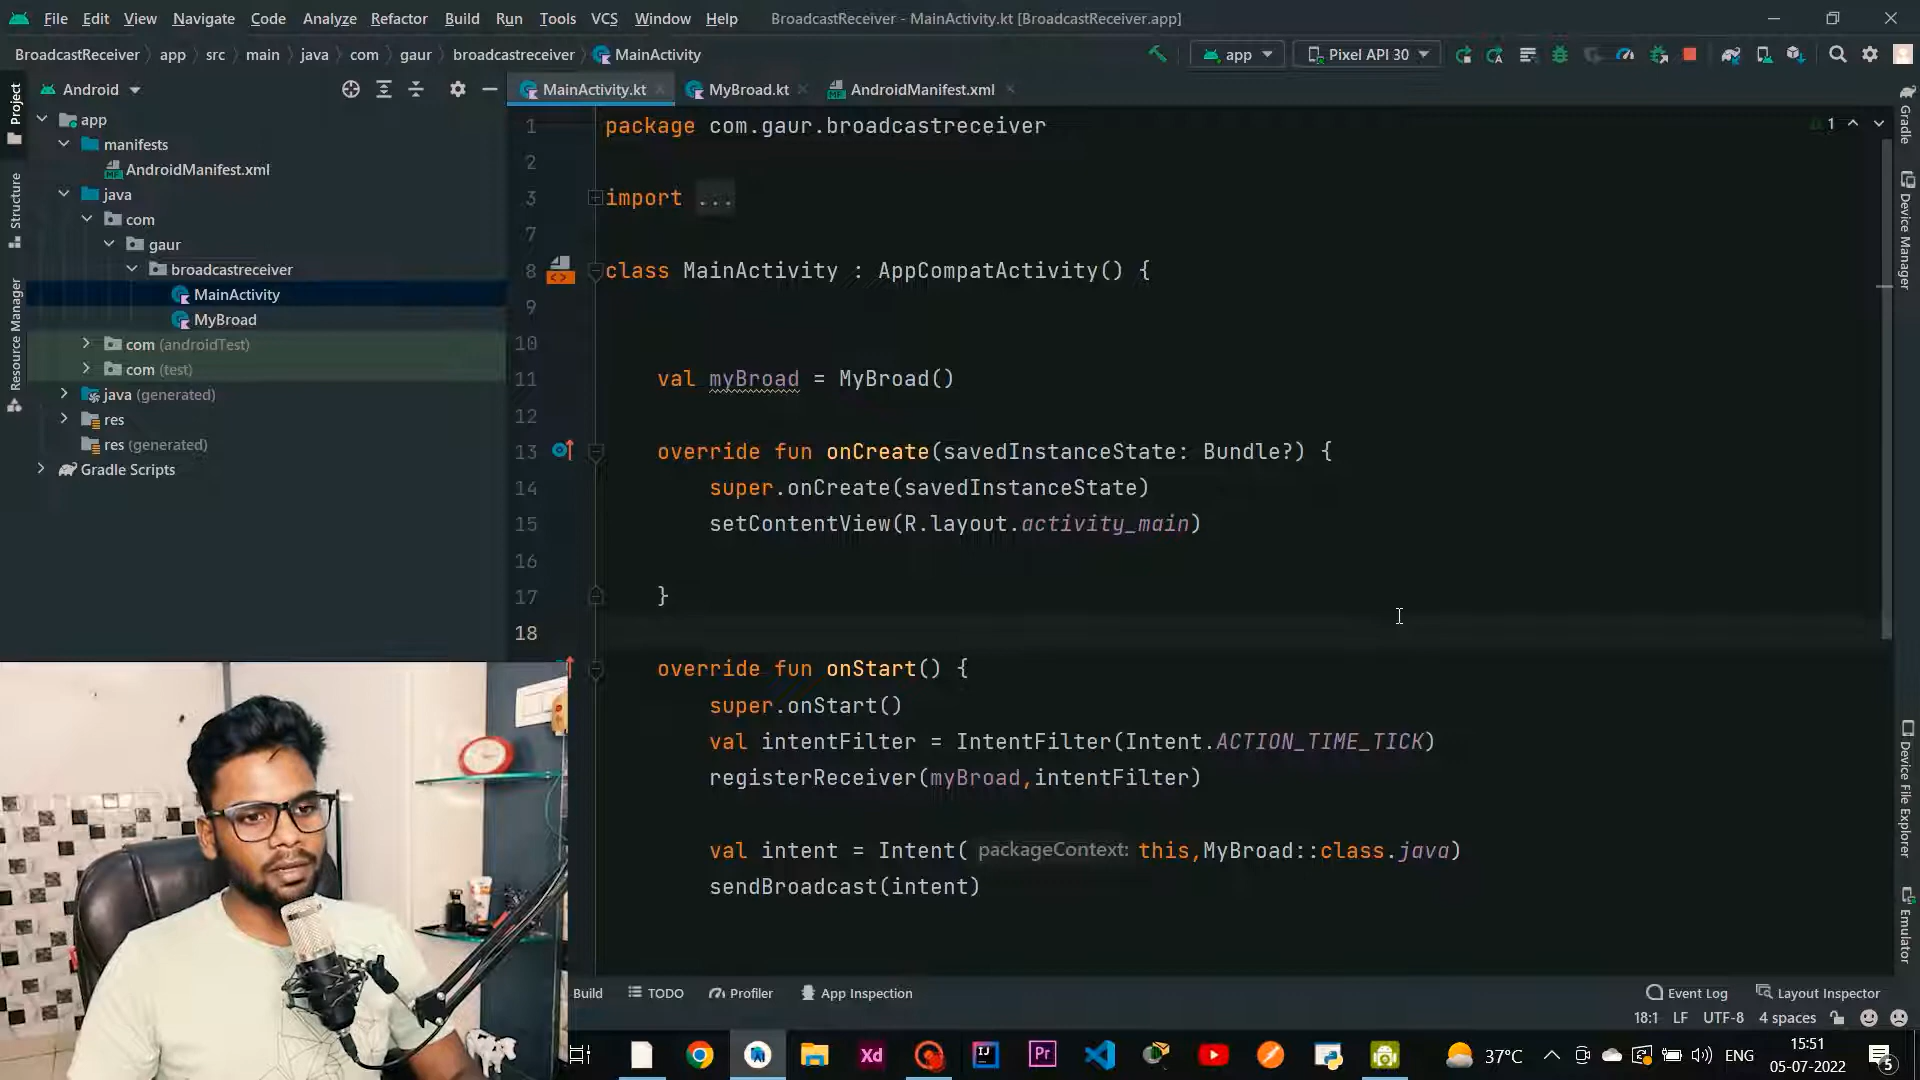 File Edit View Navigate Code Analyze Refactor Build Run Tools VCS Window Help BroadcastReceiver - MainActivity.kt [BroadcastReceiver.app]
BroadcastReceiver app src main java com gaur broadcastreceiver MainActivity app Pixel API 30
Android
MainActivity.kt MyBroad.kt AndroidManifest.xml
Project
Structure
Resource Manager
app
manifests
AndroidManifest.xml
java
com
gaur
broadcastreceiver
MainActivity
MyBroad
com (androidTest)
com (test)
java (generated)
res
res (generated)
Gradle Scripts
1 package com.gaur.broadcastreceiver
2
3 import ...
7
8 class MainActivity : AppCompatActivity() {
9
10
11 val myBroad = MyBroad()
12
13 override fun onCreate(savedInstanceState: Bundle?) {
14 super.onCreate(savedInstanceState)
15 setContentView(R.layout.activity_main)
16
17 }
18
override fun onStart() {
super.onStart()
val intentFilter = IntentFilter(Intent.ACTION_TIME_TICK)
registerReceiver(myBroad,intentFilter)
val intent = Intent( packageContext: this,MyBroad::class.java)
sendBroadcast(intent)
1
Gradle
Device Manager
Device File Explorer
Emulator
Build TODO Profiler App Inspection Event Log Layout Inspector
18:1 LF UTF-8 4 spaces
Xd IJ Pr 37°C ENG 15:51
05-07-2022
5